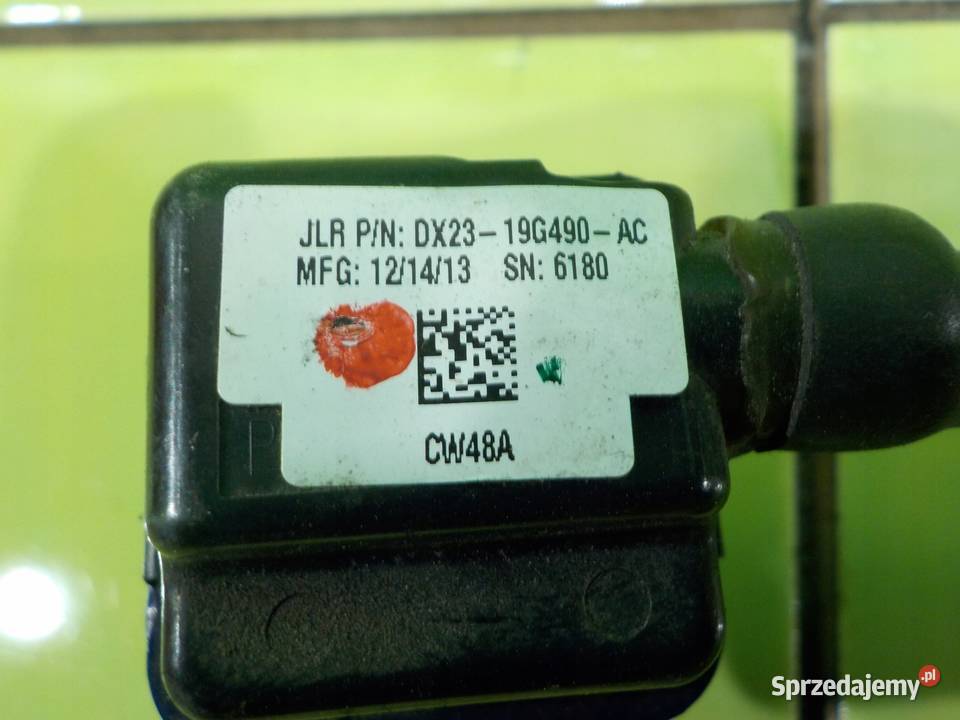 JLR P/N: DX23-19G490-AC
MFG: 12/14/13 SN: 6180
CW48A
P
Sprzedajemy.pl